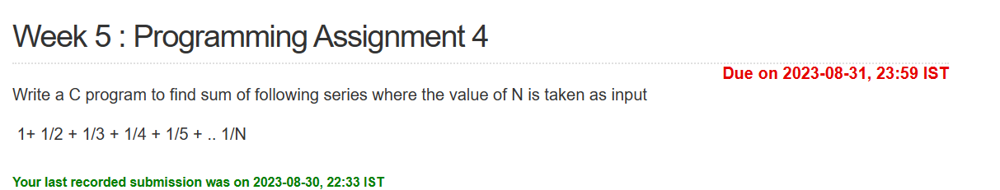 Week 5 : Programming Assignment 4
Due on 2023-08-31, 23:59 IST
Write a C program to find sum of following series where the value of N is taken as input
1+ 1/2 + 1/3 + 1/4 + 1/5 + .. 1/N
Your last recorded submission was on 2023-08-30, 22:33 IST